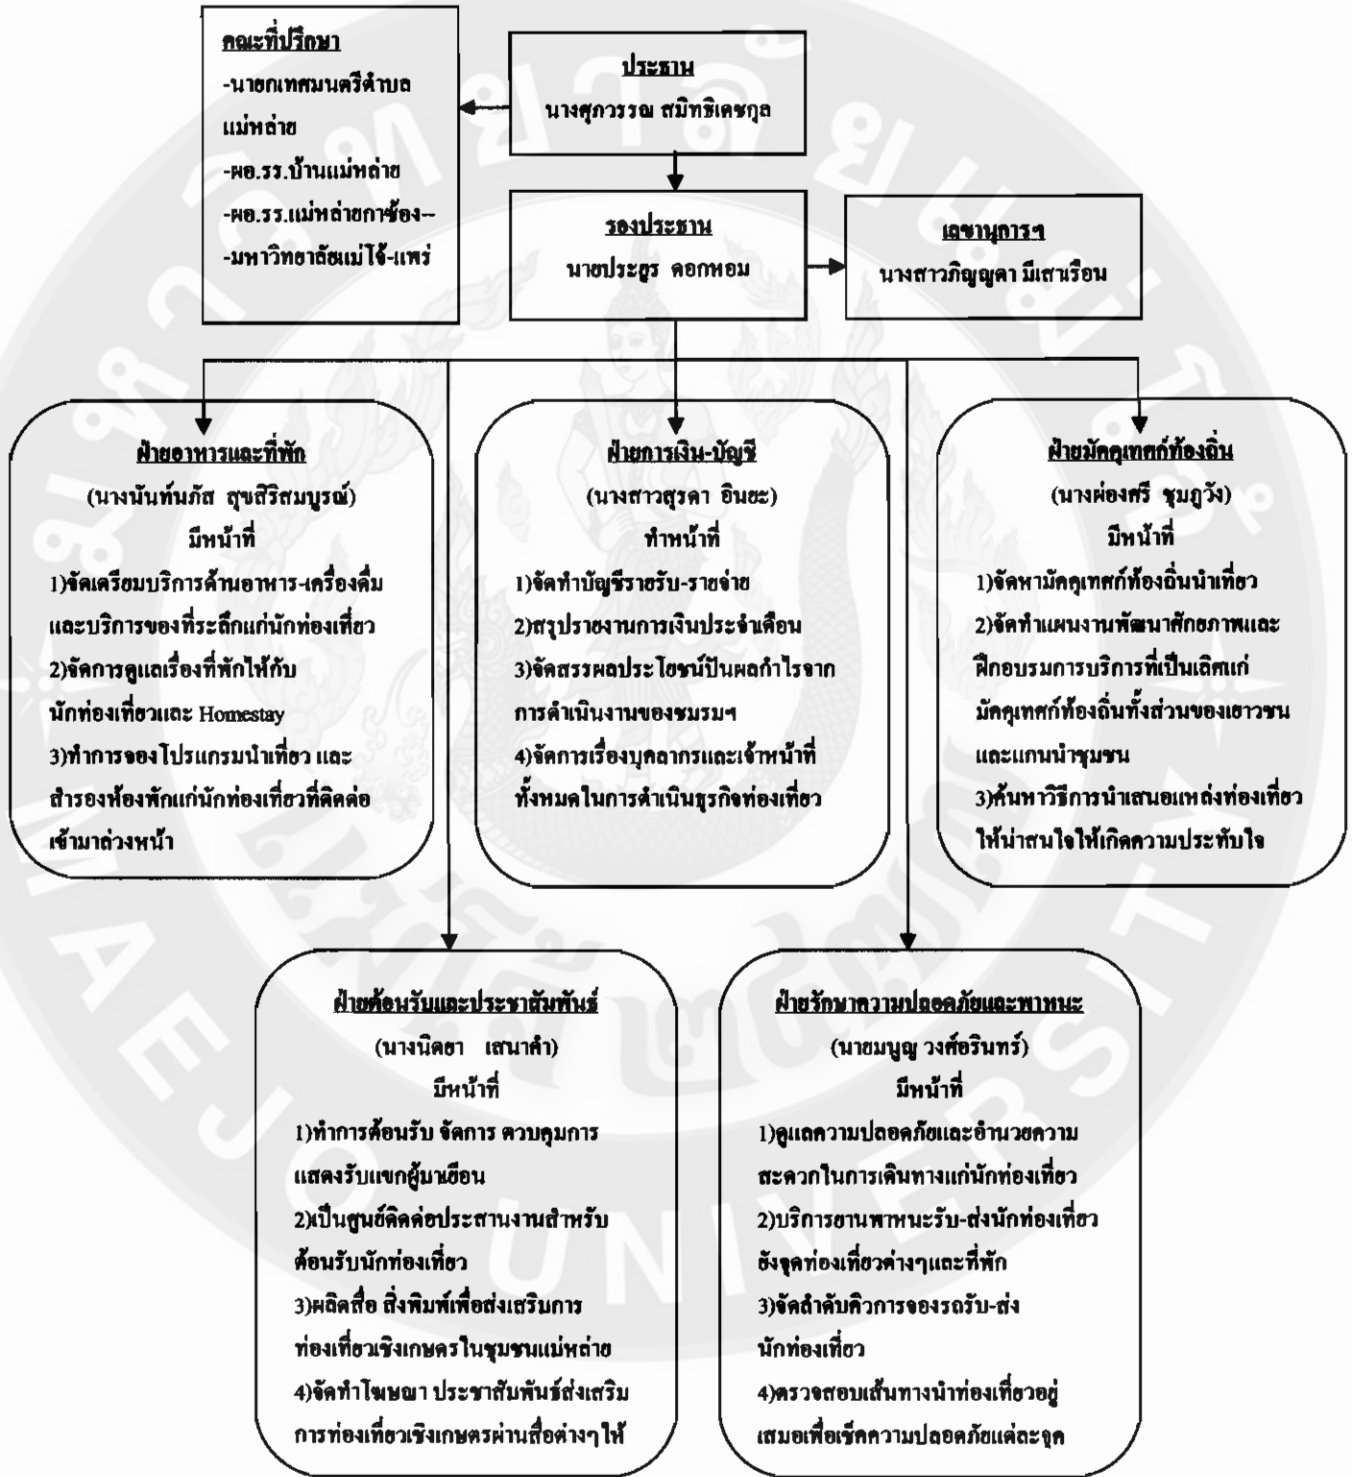 คณะที่ปรึกษา
-นายกเทศมนตรีตำบล
แม่หล่าย
-ผอ.รร.บ้านแม่หล่าย
-ผอ.รร.แม่หล่ายกาซ้อง--
-มหาวิทยาลัยแม่โจ้-แพร่
ประธาน
นางศุภวรรณ สมิทธิเดชกุล
รองประธาน
นายประยูร ดอกหอม
เลขานุการฯ
นางสาวภิญญดา มีเสาเรือน
ฝ่ายอาหารและที่พัก
(นางนันท์นภัส สุขสิริสมบูรณ์)
มีหน้าที่
1)จัดเตรียมบริการด้านอาหาร-เครื่องดื่ม
และบริการของที่ระลึกแก่นักท่องเที่ยว
2)จัดการดูแลเรื่องที่พักให้กับ
นักท่องเที่ยวและ Homestay
3)ทำการจองโปรแกรมนำเที่ยว และ
สำรองห้องพักแก่นักท่องเที่ยวที่ติดต่อ
เข้ามาล่วงหน้า
ฝ่ายการเงิน-บัญชี
(นางสาวสุรดา อินยะ)
ทำหน้าที่
1)จัดทำบัญชีรายรับ-รายจ่าย
2)สรุปรายงานการเงินประจำเดือน
3)จัดสรรผลประโยชน์ปันผลกำไรจาก
การดำเนินงานของชมรมฯ
4)จัดการเรื่องบุคลากรและเจ้าหน้าที่
ทั้งหมดในการดำเนินธุรกิจท่องเที่ยว
ฝ่ายมัคคุเทศก์ท้องถิ่น
(นางผ่องศรี ชุมภูวัง)
มีหน้าที่
1)จัดหามัคคุเทศก์ท้องถิ่นนำเที่ยว
2)จัดทำแผนงานพัฒนาศักยภาพและ
ฝึกอบรมการบริการที่เป็นเลิศแก่
มัคคุเทศก์ท้องถิ่นทั้งส่วนของเยาวชน
และแกนนำชุมชน
3)ค้นหาวิธีการนำเสนอแหล่งท่องเที่ยว
ให้น่าสนใจให้เกิดความประทับใจ
ฝ่ายต้อนรับและประชาสัมพันธ์
(นางนิตยา เสนาคำ)
มีหน้าที่
1)ทำการต้อนรับ จัดการ ควบคุมการ
แสดงรับแขกผู้มาเยือน
2)เป็นศูนย์ติดต่อประสานงานสำหรับ
ต้อนรับนักท่องเที่ยว
3)ผลิตสื่อ สิ่งพิมพ์เพื่อส่งเสริมการ
ท่องเที่ยวเชิงเกษตรในชุมชนแม่หล่าย
4)จัดทำโฆษณา ประชาสัมพันธ์ส่งเสริม
การท่องเที่ยวเชิงเกษตรผ่านสื่อต่างๆให้
ฝ่ายรักษาความปลอดภัยและพาหนะ
(นายมนูญ วงศ์อรินทร์)
มีหน้าที่
1)ดูแลความปลอดภัยและอำนวยความ
สะดวกในการเดินทางแก่นักท่องเที่ยว
2)บริการยานพาหนะรับ-ส่งนักท่องเที่ยว
ยังจุดท่องเที่ยวต่างๆและที่พัก
3)จัดลำดับคิวการจองรถรับ-ส่ง
นักท่องเที่ยว
4)ตรวจสอบเส้นทางนำท่องเที่ยวอยู่
เสมอเพื่อเช็คความปลอดภัยแต่ละจุด
มหาวิทยาลัยแม่โจ้
MAEJO UNIVERSITY